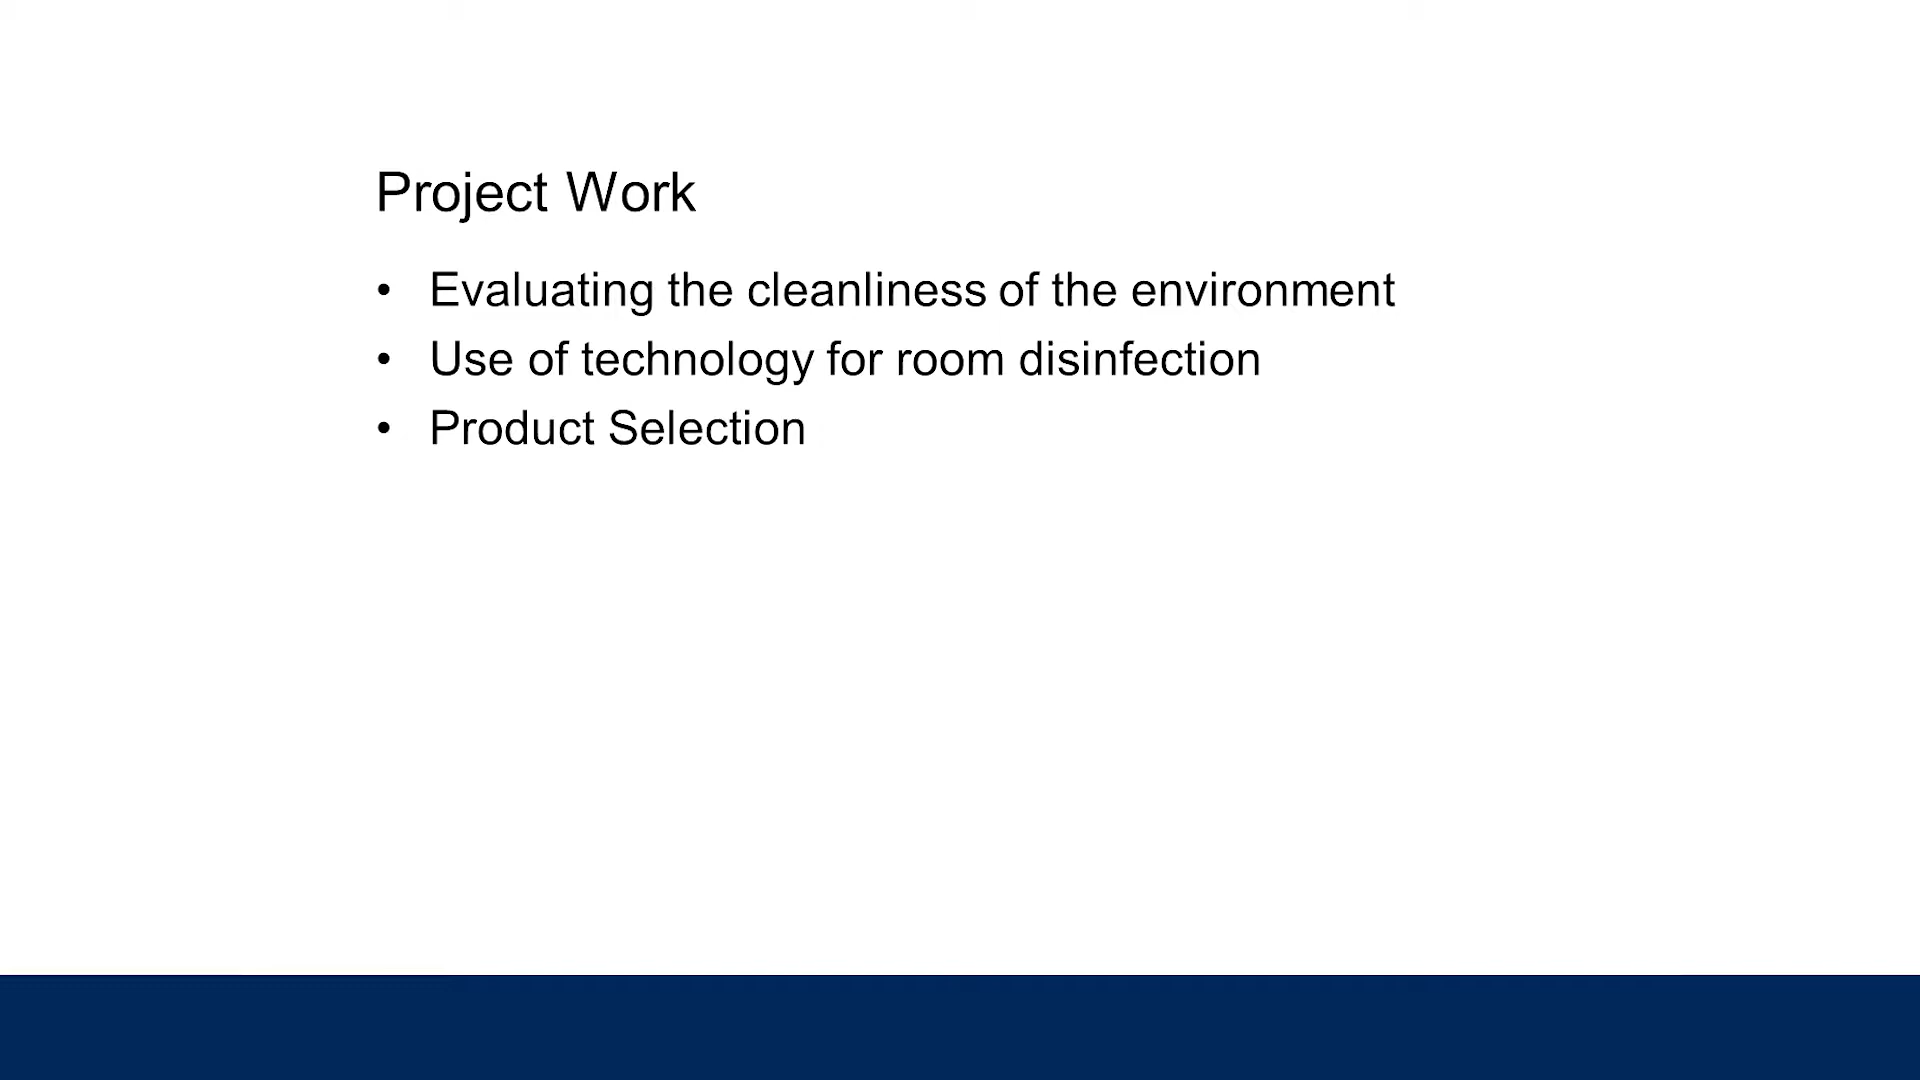 Project Work
• Evaluating the cleanliness of the environment
• Use of technology for room disinfection
• Product Selection